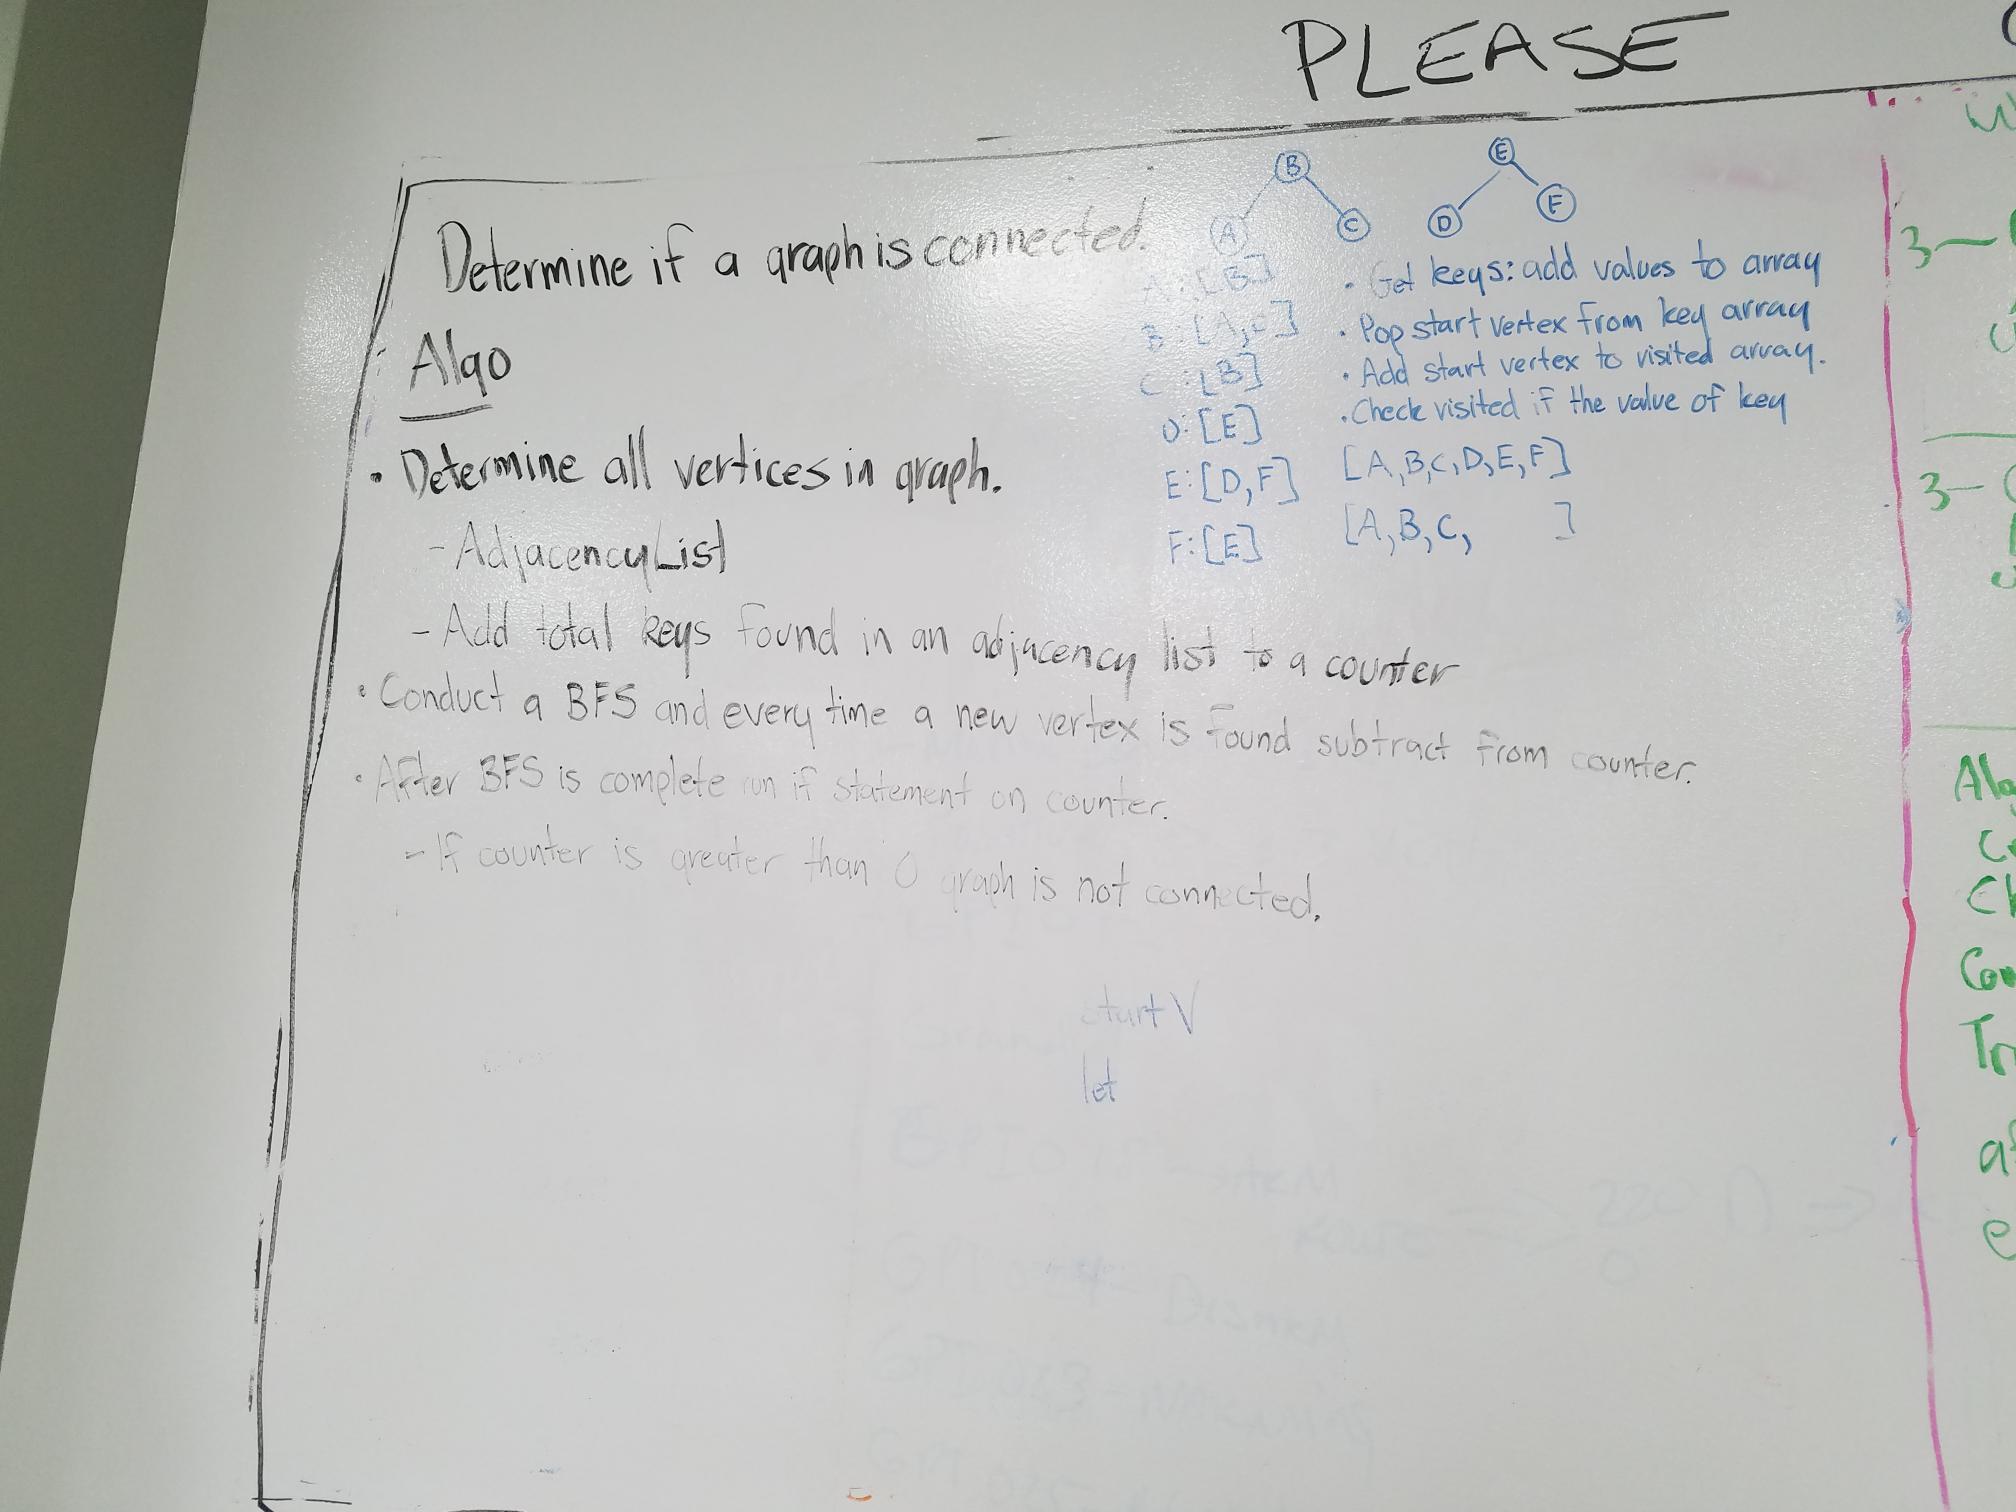 PLEASE
Determine if a graph is connected.
Algo
• Determine all vertices in graph.
- Adjacency List
- Add total keys found in an adjacency list to a counter
• Conduct a BFS and every time a new vertex is found subtract from counter.
• After BFS is complete run if statement on counter.
- If counter is greater than 0 graph is not connected.
B
A
C
E
D
F
A: [B]
B: [A,C]
C: [B]
D: [E]
E: [D,F]
F: [E]
• Get keys: add values to array
• Pop start vertex from key array
• Add start vertex to visited array.
• Check visited if the value of key
[A,B,C,D,E,F]
[A,B,C, ]
start V
let
3-
3-